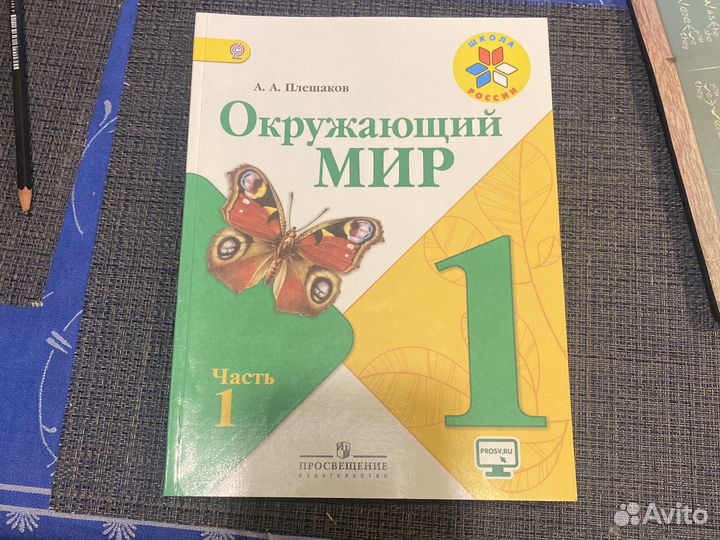 ШКОЛА
РОССИИ
А. А. Плешаков
Окружающий
МИР
1
Часть
1
PROSV.RU
ПРОСВЕЩЕНИЕ
ИЗДАТЕЛЬСТВО
Avito